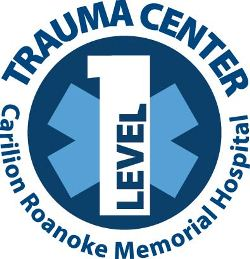 TRAUMA CENTER
1
LEVEL
Carilion Roanoke Memorial Hospital